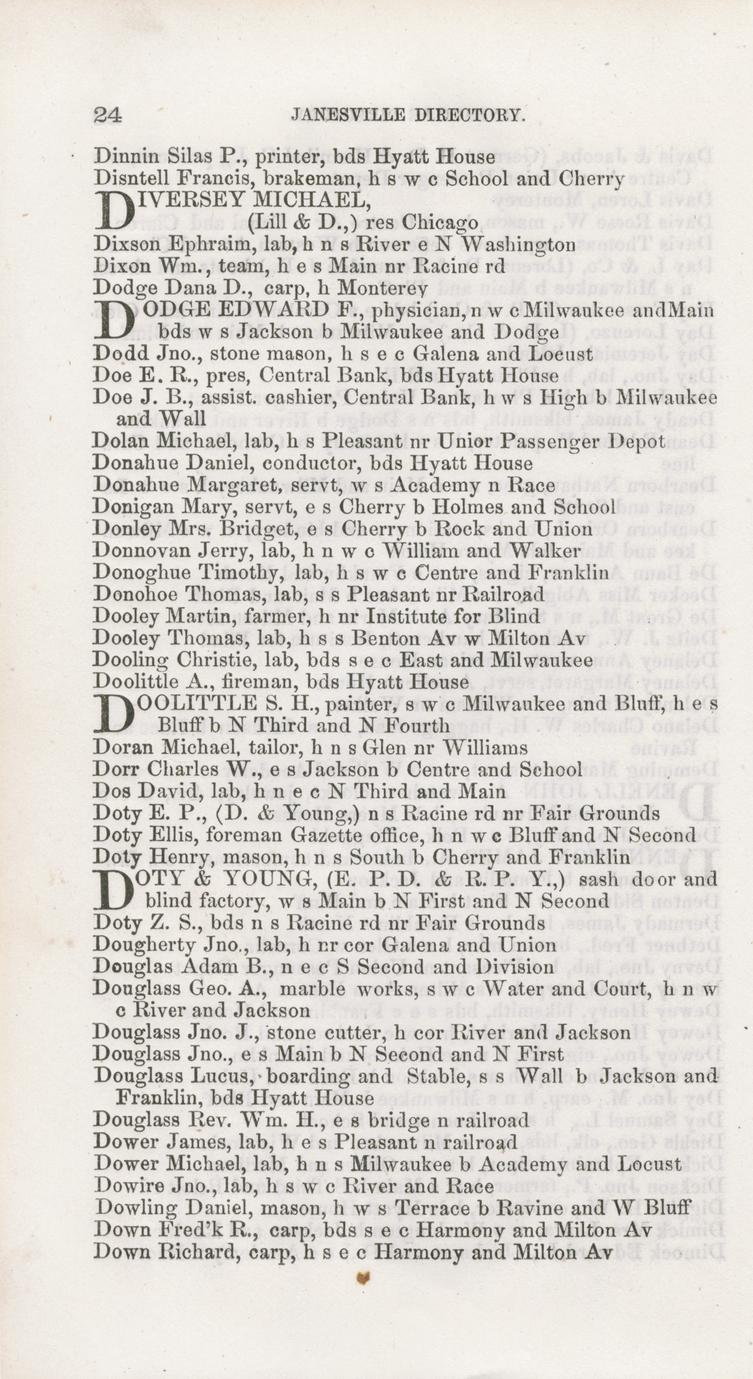 24 JANESVILLE DIRECTORY.
Dinnin Silas P., printer, bds Hyatt House
Disntell Francis, brakeman, h s w c School and Cherry
DIVERSEY MICHAEL,
(Lill & D.,) res Chicago
Dixson Ephraim, lab, h n s River e N Washington
Dixon Wm., team, h e s Main nr Racine rd
Dodge Dana D., carp, h Monterey
DODGE EDWARD F., physician, n w c Milwaukee and Main
bds w s Jackson b Milwaukee and Dodge
Dodd Jno., stone mason, h s e c Galena and Locust
Doe E. R., pres, Central Bank, bds Hyatt House
Doe J. B., assist. cashier, Central Bank, h w s High b Milwaukee
and Wall
Dolan Michael, lab, h s Pleasant nr Unior Passenger Depot
Donahue Daniel, conductor, bds Hyatt House
Donahue Margaret, servt, w s Academy n Race
Donigan Mary, servt, e s Cherry b Holmes and School
Donley Mrs. Bridget, e s Cherry b Rock and Union
Donnovan Jerry, lab, h n w c William and Walker
Donoghue Timothy, lab, h s w c Centre and Franklin
Donohoe Thomas, lab, s s Pleasant nr Railroad
Dooley Martin, farmer, h nr Institute for Blind
Dooley Thomas, lab, h s s Benton Av w Milton Av
Dooling Christie, lab, bds s e c East and Milwaukee
Doolittle A., fireman, bds Hyatt House
DOOLITTLE S. H., painter, s w c Milwaukee and Bluff, h e s
Bluff b N Third and N Fourth
Doran Michael, tailor, h n s Glen nr Williams
Dorr Charles W., e s Jackson b Centre and School
Dos David, lab, h n e c N Third and Main
Doty E. P., (D. & Young,) n s Racine rd nr Fair Grounds
Doty Ellis, foreman Gazette office, h n w c Bluff and N Second
Doty Henry, mason, h n s South b Cherry and Franklin
DOTY & YOUNG, (E. P. D. & R. P. Y.,) sash door and
blind factory, w s Main b N First and N Second
Doty Z. S., bds n s Racine rd nr Fair Grounds
Dougherty Jno., lab, h nr cor Galena and Union
Douglas Adam B., n e c S Second and Division
Douglass Geo. A., marble works, s w c Water and Court, h n w
c River and Jackson
Douglass Jno. J., stone cutter, h cor River and Jackson
Douglass Jno., e s Main b N Second and N First
Douglass Lucus, boarding and Stable, s s Wall b Jackson and
Franklin, bds Hyatt House
Douglass Rev. Wm. H., e s bridge n railroad
Dower James, lab, h e s Pleasant n railroad
Dower Michael, lab, h n s Milwaukee b Academy and Locust
Dowire Jno., lab, h s w c River and Race
Dowling Daniel, mason, h w s Terrace b Ravine and W Bluff
Down Fred'k R., carp, bds s e c Harmony and Milton Av
Down Richard, carp, h s e c Harmony and Milton Av